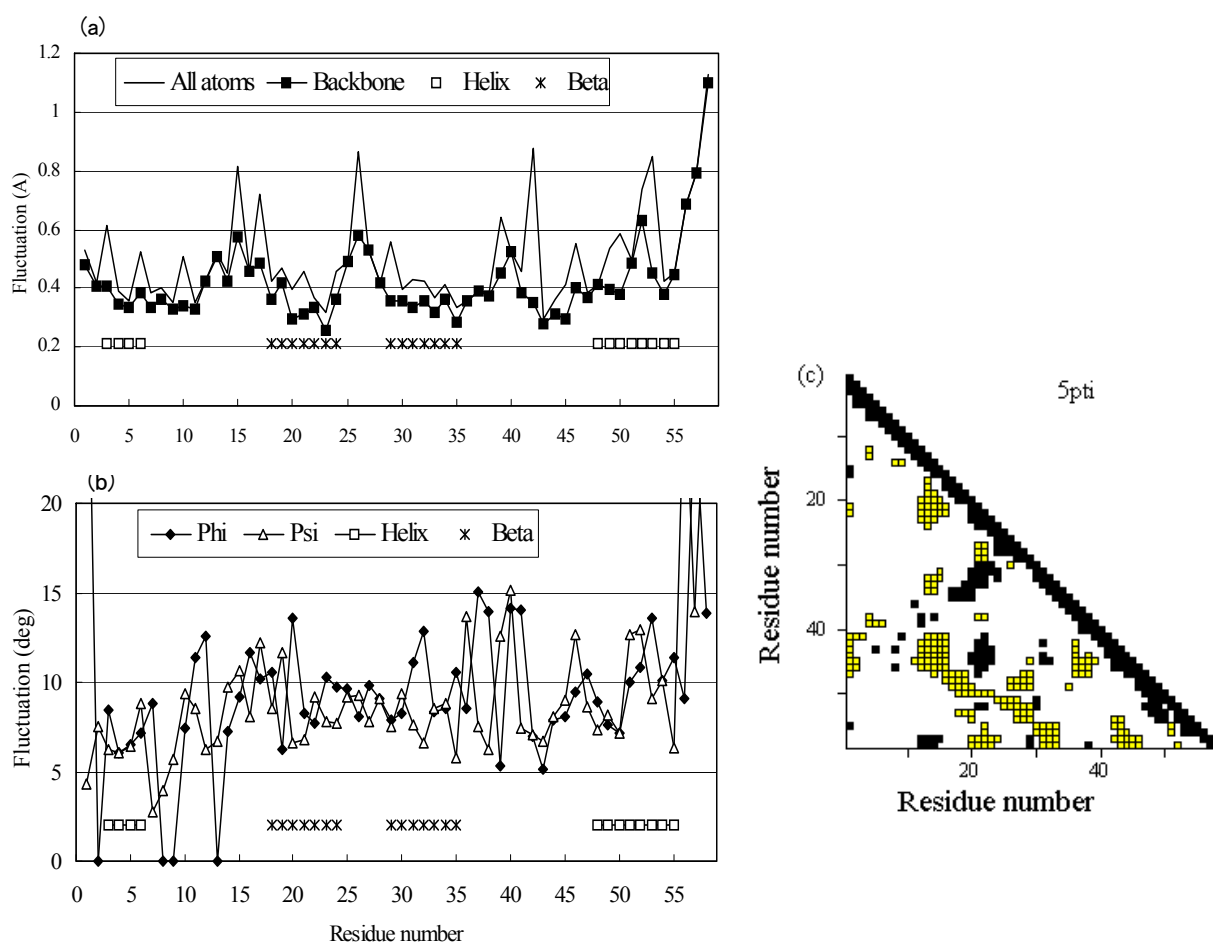 (a)
1.2
1
0.8
0.6
0.4
0.2
0
Fluctuation (A)
All atoms Backbone Helix Beta
0 5 10 15 20 25 30 35 40 45 50 55
(b)
20
15
10
5
0
Fluctuation (deg)
Phi Psi Helix Beta
0 5 10 15 20 25 30 35 40 45 50 55
Residue number
(c)
5pti
20
40
Residue number
20 40
Residue number